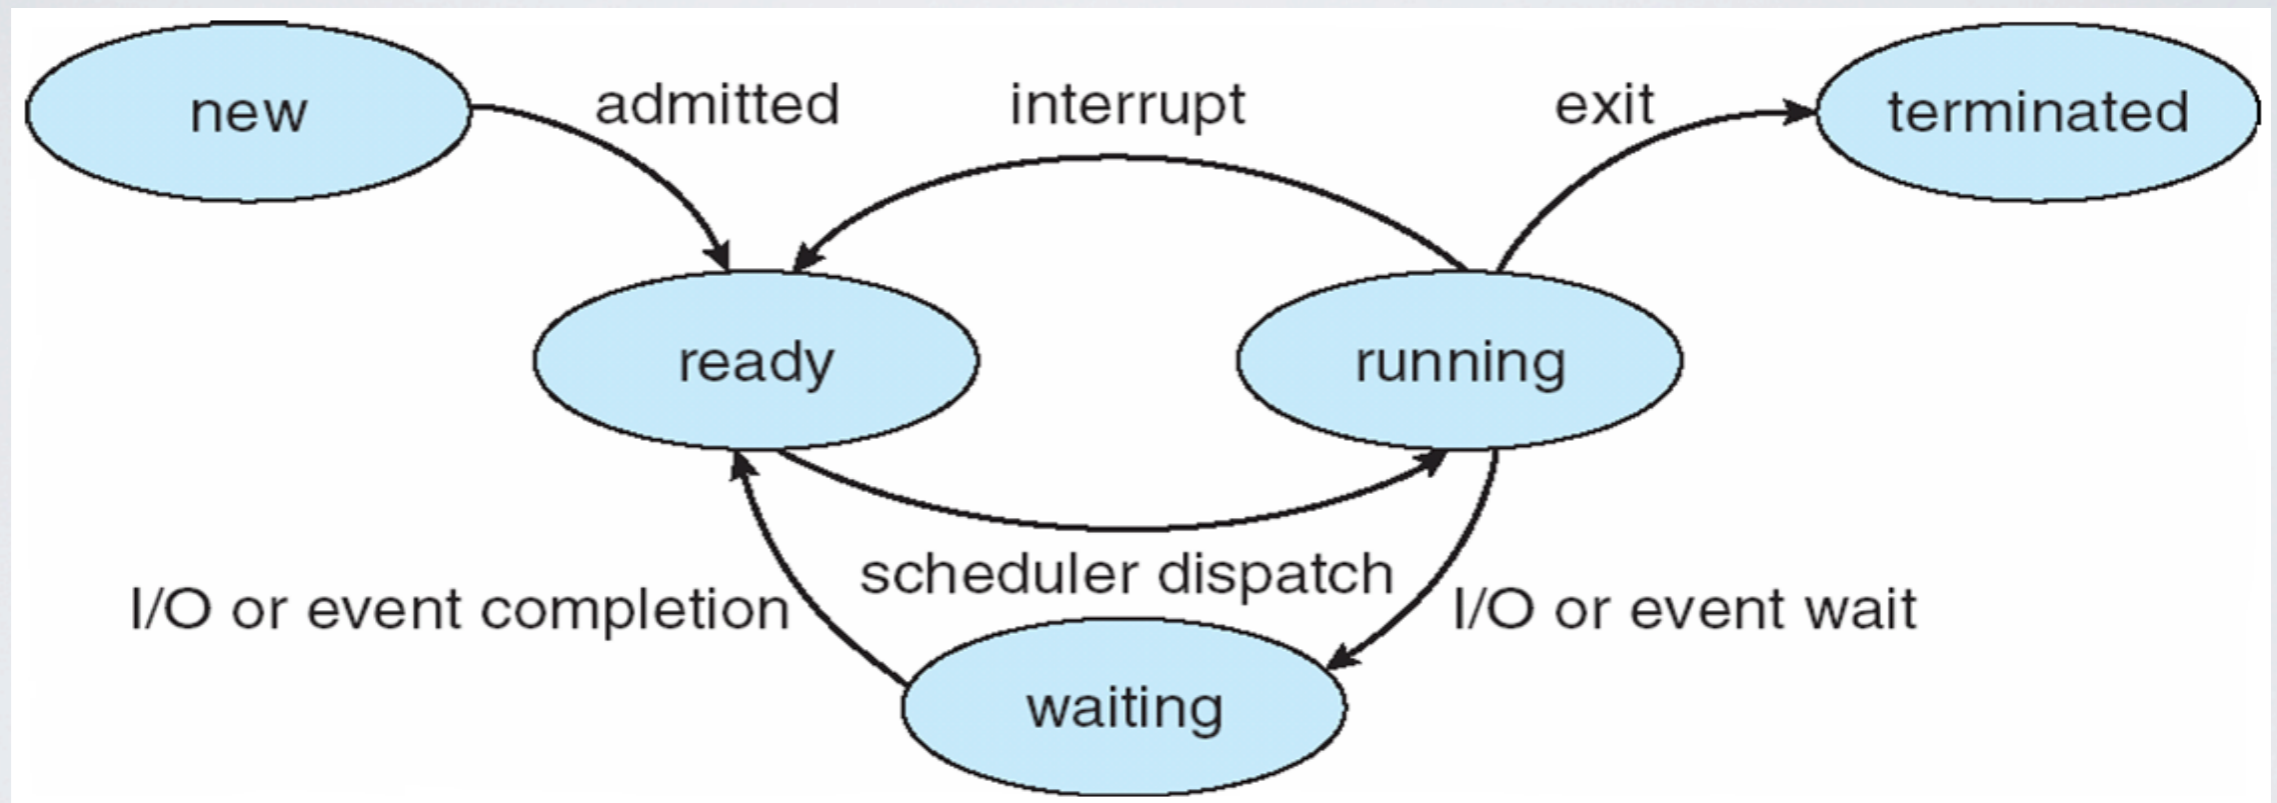 new
admitted
interrupt
exit
terminated
ready
running
scheduler dispatch
I/O or event completion
I/O or event wait
waiting